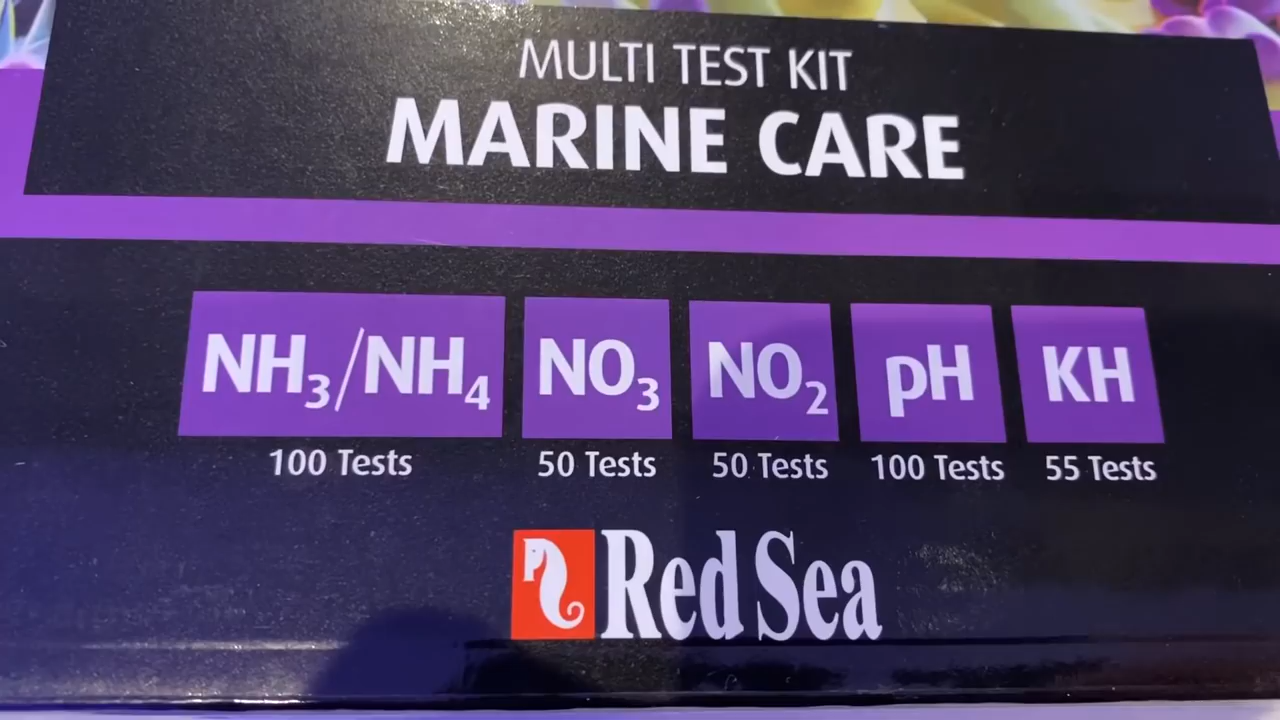 MULTI TEST KIT
MARINE CARE
NH₃/NH₄ NO₃ NO₂ pH KH
100 Tests 50 Tests 50 Tests 100 Tests 55 Tests
Red Sea